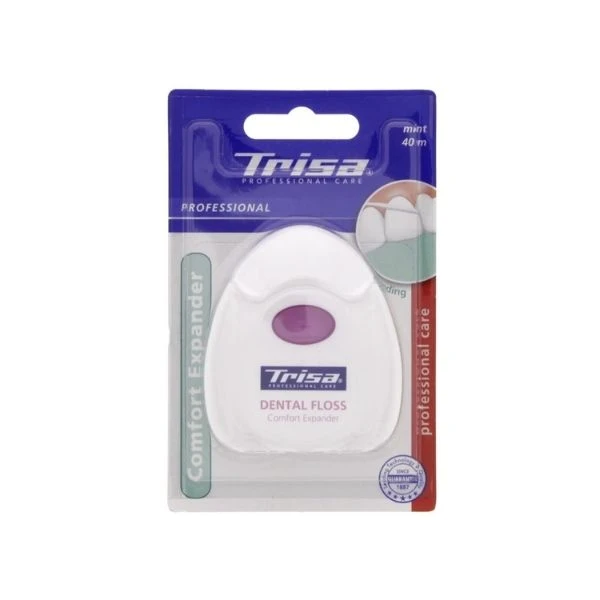 mint
40 m
Trisa®
PROFESSIONAL CARE
PROFESSIONAL
Comfort Expander
Trisa®
PROFESSIONAL CARE
DENTAL FLOSS
Comfort Expander
professional care
SINCE
GUARANTEE
1887